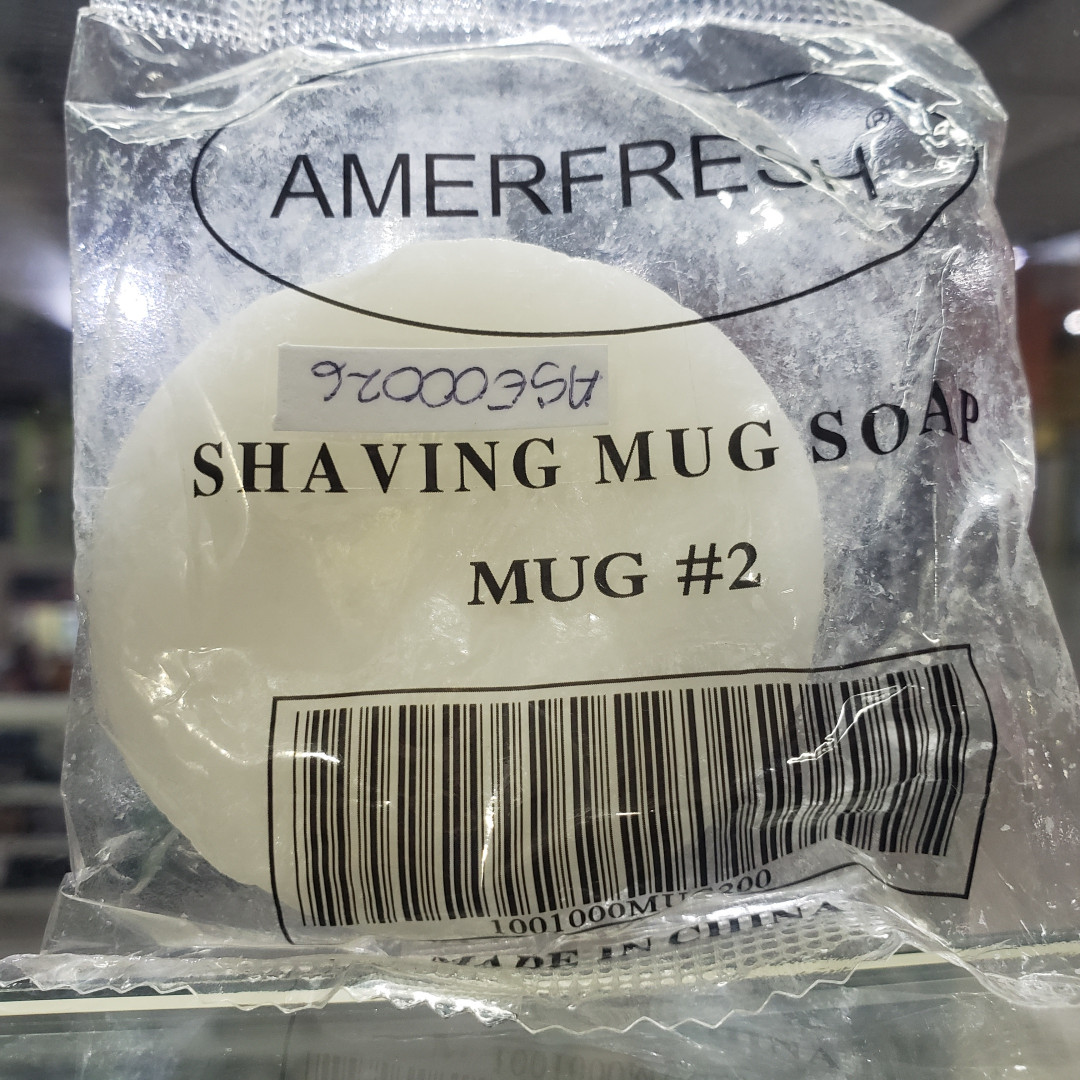 AMERFRESH®
ASE00026
SHAVING MUG SOAP
MUG #2
MADE IN CHINA